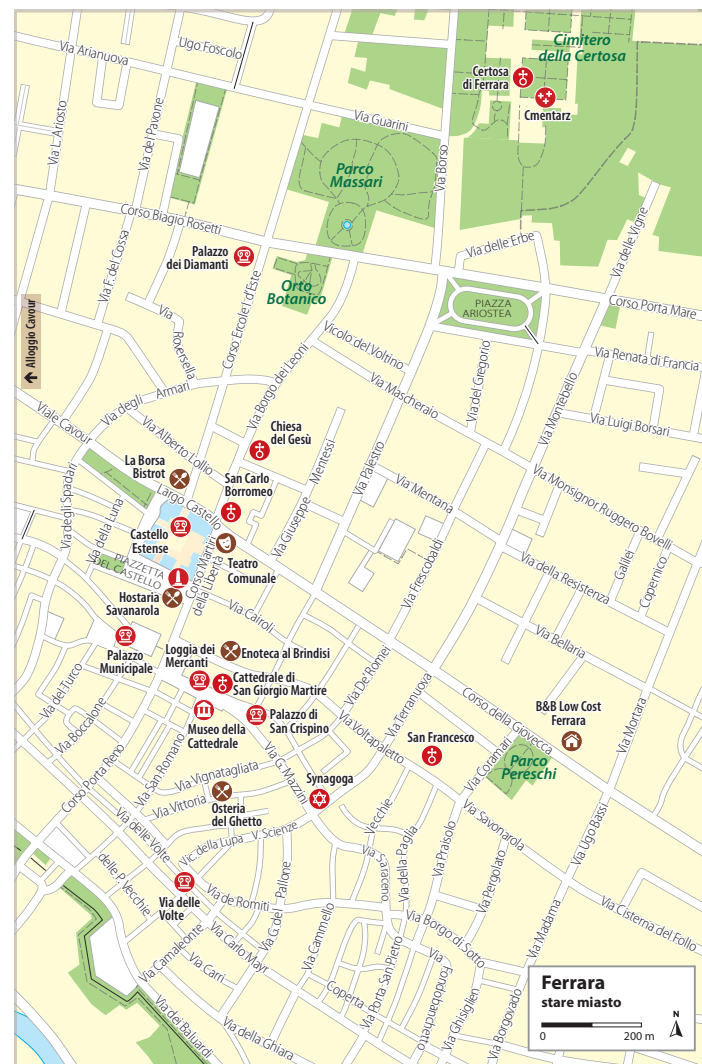 Via Arianuova
Ugo Foscolo
Cimitero
della Certosa
Certosa
di Ferrara
Cmentarz
Via L. Ariosto
Via del Pavone
Via Guarini
Via Borso
Parco
Massari
Corso Biagio Rosetti
Via delle Vigne
Via delle Erbe
Palazzo
dei Diamanti
Via F. del Cossa
Corso Ercole I d'Este
Orto
Botanico
PIAZZA
ARIOSTEA
Corso Porta Mare
Alloggio Cavour
Via
Roversella
Vicolo del Voltino
Via Renata di Francia
Via Borgo dei Leoni
Via Mascheraio
Via del Gregorio
Via Montebello
Via degli Armari
Viale Cavour
Via Alberto Lollio
Chiesa
del Gesù
Via Luigi Borsari
La Borsa
Bistrot
San Carlo
Borromeo
Via Giuseppe Mentessi
Via Palestro
Via Mentana
Via Monsignor Ruggero Bovelli
Via degli Spadari
Via della Luna
Largo Castello
Castello
Estense
Teatro
Comunale
Corso Martiri
della Libertà
PIAZZETTA
DEL CASTELLO
Via Frescobaldi
Via della Resistenza
Galilei
Copernico
Hostaria
Savanarola
Via Cairoli
Via Bellaria
Palazzo
Municipale
Loggia dei
Mercanti
Enoteca al Brindisi
Cattedrale di
San Giorgio Martire
Via De Romei
Via Terranuova
Corso della Giovecca
B&B Low Cost
Ferrara
Via Mortara
Via del Turco
Via Boccalone
Museo della
Cattedrale
Palazzo di
San Crispino
Via Voltapaletto
San Francesco
Via Coramari
Parco
Pereschi
Corso Porta Reno
Via San Romano
Via Vignatagliata
Via G. Mazzini
Synagoga
Via Vittoria
Osteria
del Ghetto
Via Savonarola
Via Ugo Bassi
Via delle Volte
Vic. della Lupa
V. Scienze
Vecchie
Via della Paglia
Via Praisolo
Via Saraceno
Via Pergolato
delle P. Vecchie
Via delle
Volte
Via de Romiti
Via G. del Pallone
Via Cammello
Via Borgo di Sotto
Via Madama
Via Cisterna del Follo
Via Camaleonte
Via Carri
Via Carlo Mayr
Via Porta San Pietro
Via Fondobanchetto
Coperta
Via Ghisiglieri
Via Borgovado
Via dei Baluardi
Via della Ghiara
Ferrara
stare miasto
0 200 m
N